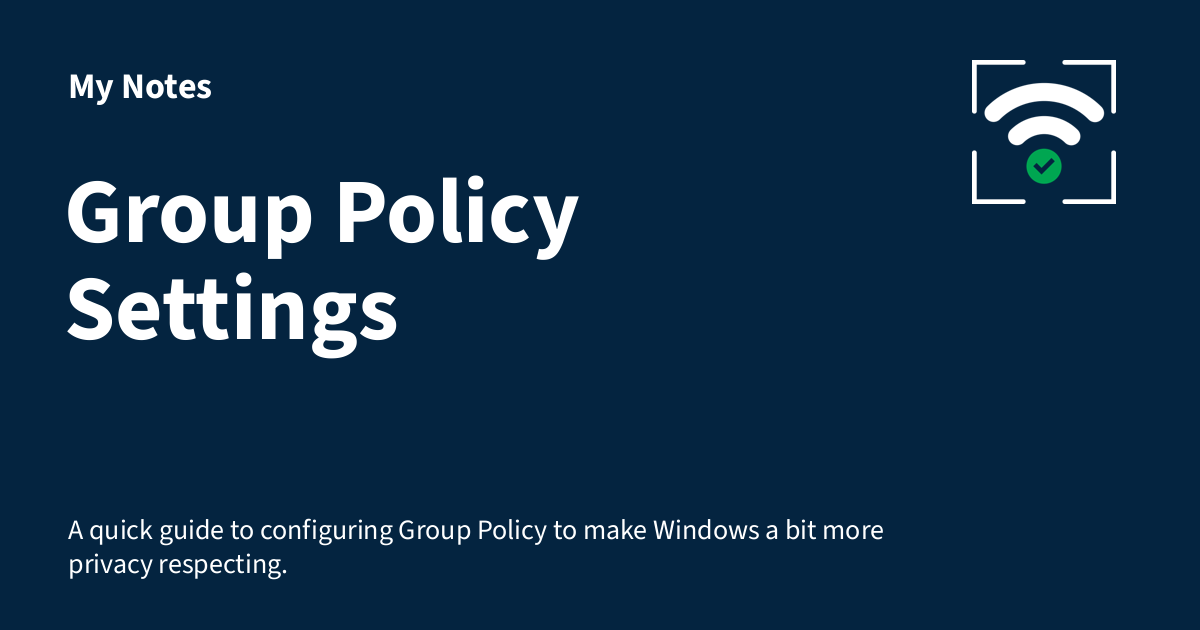 My Notes
Group Policy
Settings
A quick guide to configuring Group Policy to make Windows a bit more
privacy respecting.